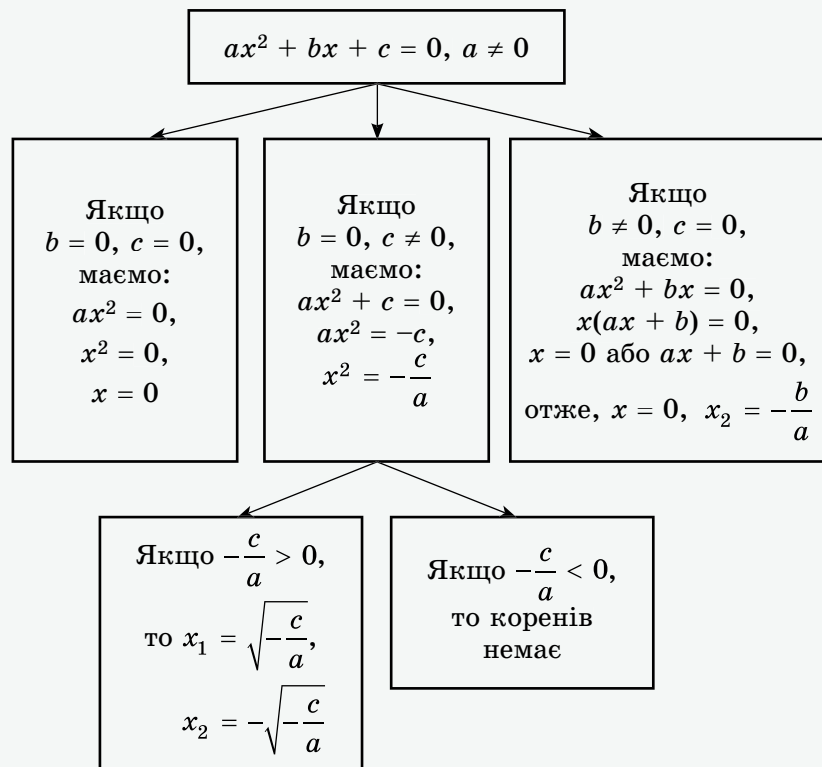 ax² + bx + c = 0, a ≠ 0
Якщо
b = 0, c = 0,
маємо:
ax² = 0,
x² = 0,
x = 0
Якщо
b = 0, c ≠ 0,
маємо:
ax² + c = 0,
ax² = –c,
x² = –c/a
Якщо
b ≠ 0, c = 0,
маємо:
ax² + bx = 0,
x(ax + b) = 0,
x = 0 або ax + b = 0,
отже, x = 0, x₂ = –b/a
Якщо –c/a > 0,
то x₁ = √(–c/a),
x₂ = –√(–c/a)
Якщо –c/a < 0,
то коренів
немає